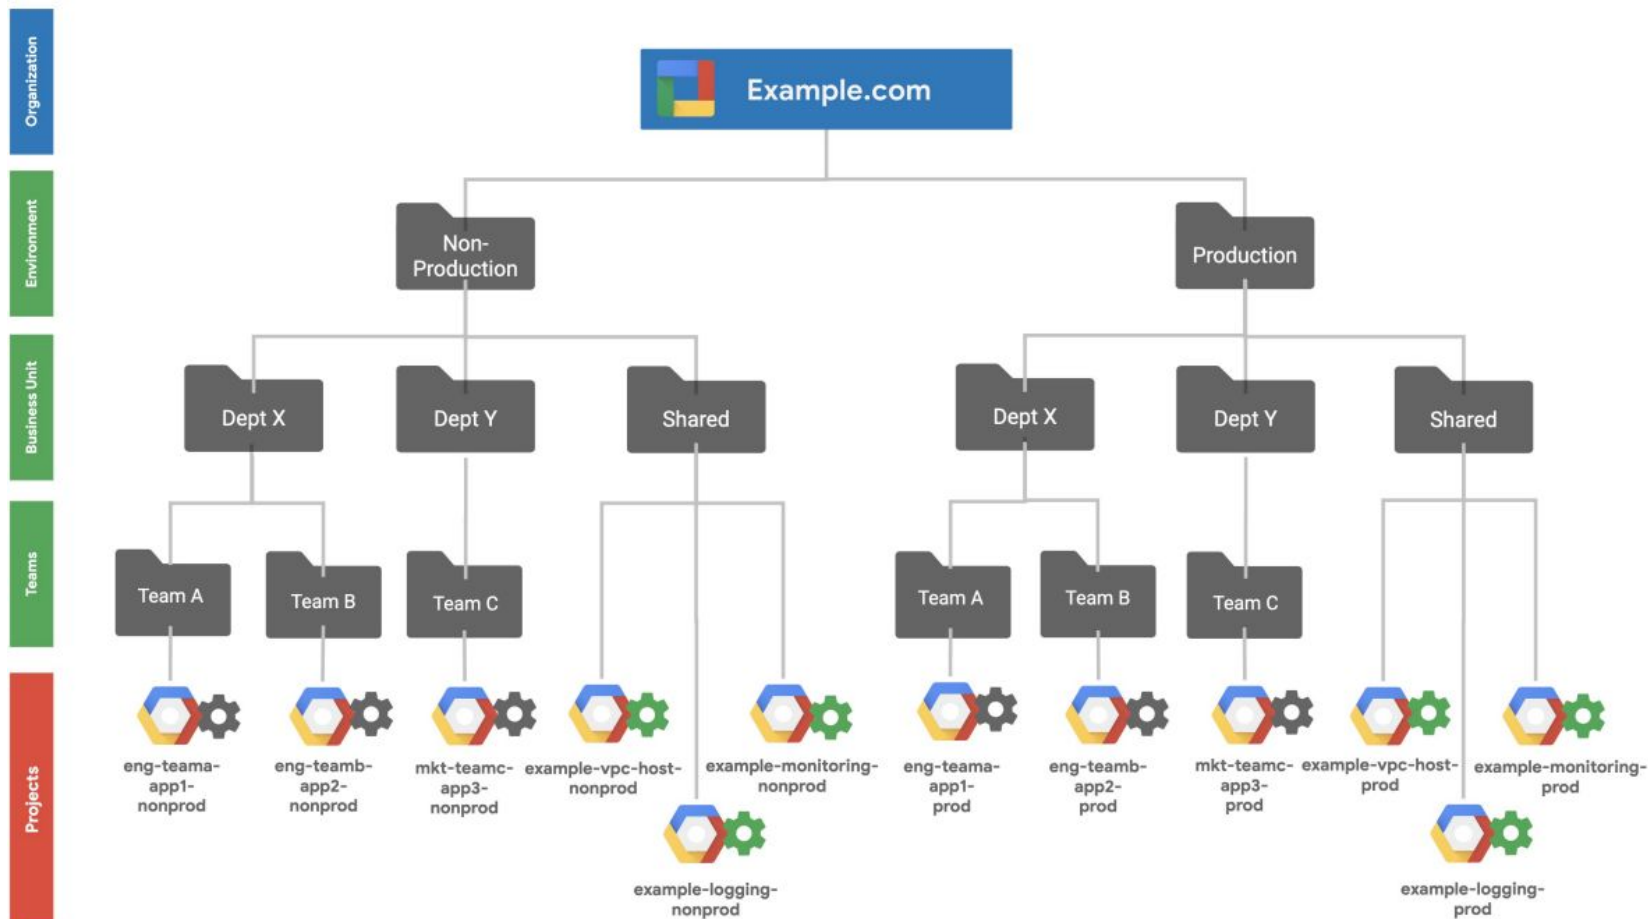 Organization
Example.com
Environment
Non-
Production
Production
Business Unit
Dept X
Dept Y
Shared
Dept X
Dept Y
Shared
Teams
Team A
Team B
Team C
Team A
Team B
Team C
Projects
eng-teama-
app1-
nonprod
eng-teamb-
app2-
nonprod
mkt-teamc-
app3-
nonprod
example-vpc-host-
nonprod
example-monitoring-
nonprod
eng-teama-
app1-
prod
eng-teamb-
app2-
prod
mkt-teamc-
app3-
prod
example-vpc-host-
prod
example-monitoring-
prod
example-logging-
nonprod
example-logging-
prod